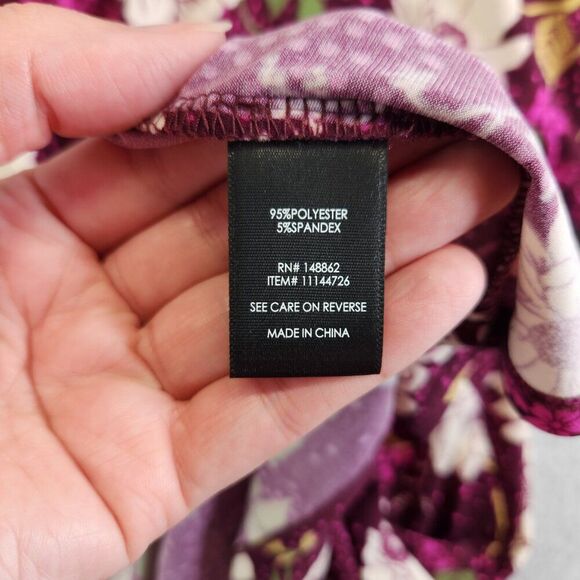 95%POLYESTER
5%SPANDEX
RN# 148862
ITEM# 11144726
SEE CARE ON REVERSE
MADE IN CHINA